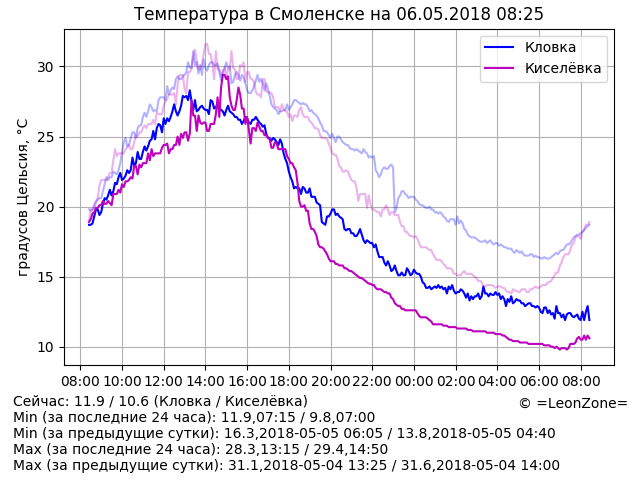 Температура в Смоленске на 06.05.2018 08:25
Кловка
Киселёвка
градусов Цельсия, °C
30
25
20
15
10
08:00 10:00 12:00 14:00 16:00 18:00 20:00 22:00 00:00 02:00 04:00 06:00 08:00
Сейчас: 11.9 / 10.6 (Кловка / Киселёвка)
© =LeonZone=
Min (за последние 24 часа): 11.9,07:15 / 9.8,07:00
Min (за предыдущие сутки): 16.3,2018-05-05 06:05 / 13.8,2018-05-05 04:40
Max (за последние 24 часа): 28.3,13:15 / 29.4,14:50
Max (за предыдущие сутки): 31.1,2018-05-04 13:25 / 31.6,2018-05-04 14:00